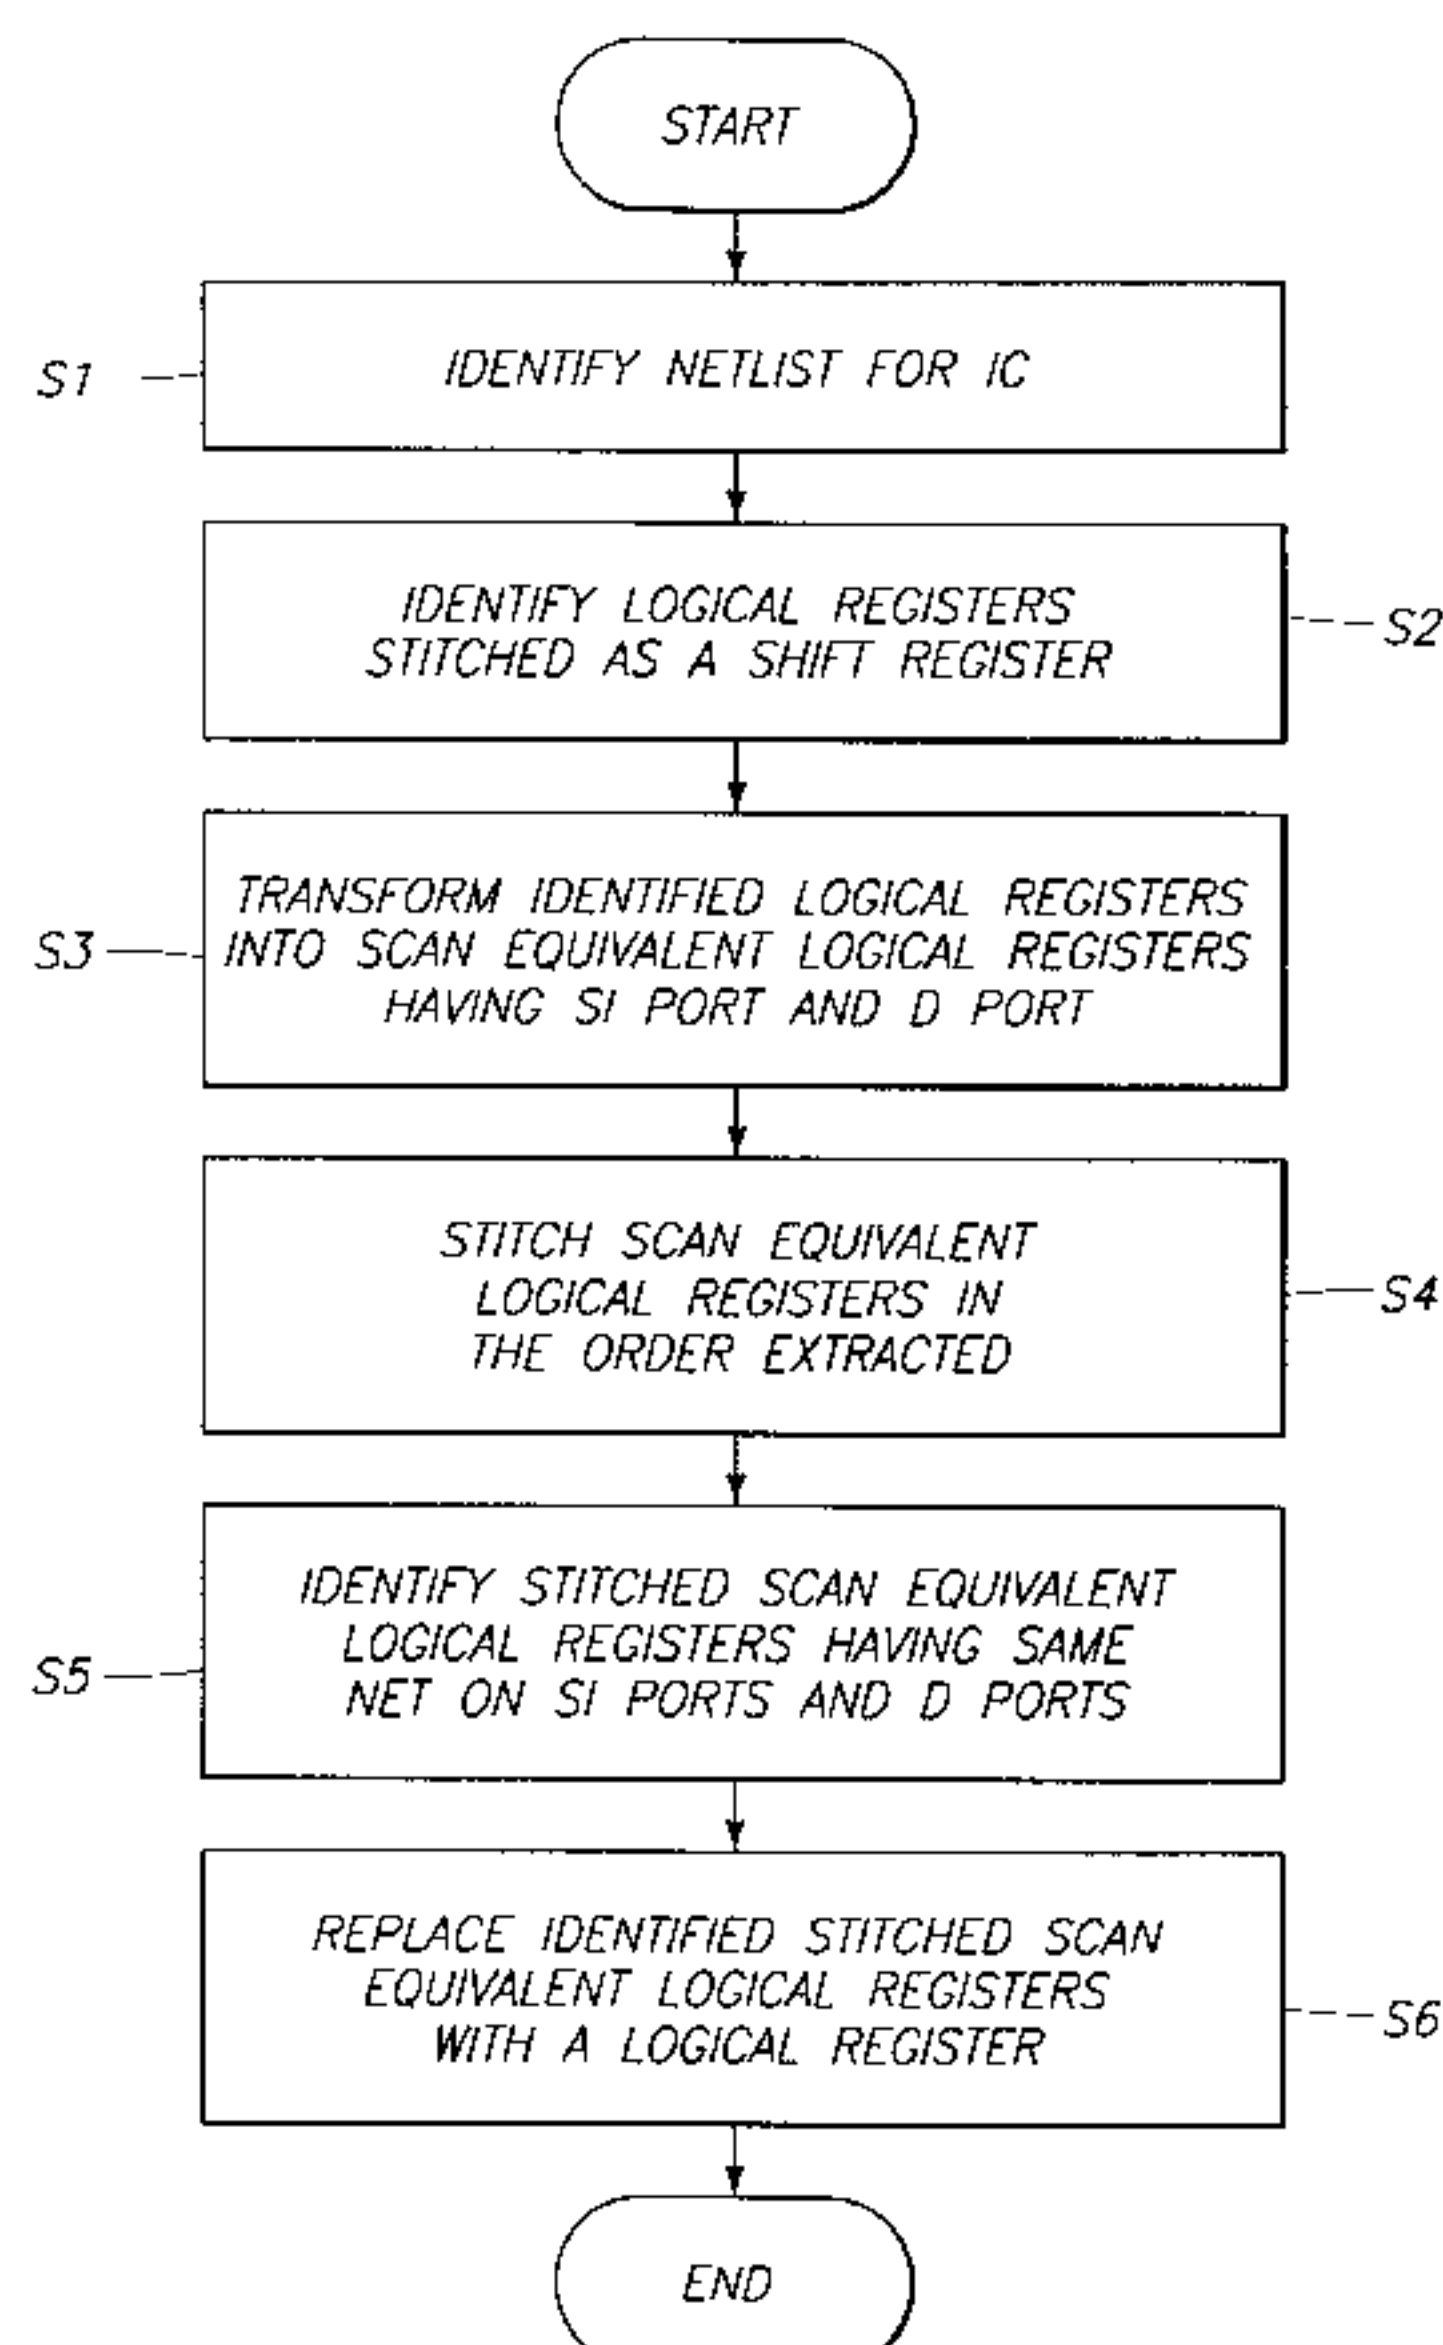 START
S1
IDENTIFY NETLIST FOR IC
IDENTIFY LOGICAL REGISTERS
STITCHED AS A SHIFT REGISTER
S2
S3
TRANSFORM IDENTIFIED LOGICAL REGISTERS
INTO SCAN EQUIVALENT LOGICAL REGISTERS
HAVING SI PORT AND D PORT
STITCH SCAN EQUIVALENT
LOGICAL REGISTERS IN
THE ORDER EXTRACTED
S4
S5
IDENTIFY STITCHED SCAN EQUIVALENT
LOGICAL REGISTERS HAVING SAME
NET ON SI PORTS AND D PORTS
REPLACE IDENTIFIED STITCHED SCAN
EQUIVALENT LOGICAL REGISTERS
WITH A LOGICAL REGISTER
S6
END